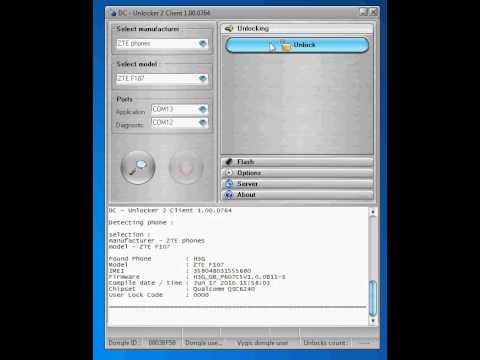 DC - Unlocker 2 Client 1.00.0764
Select manufacturer
ZTE phones
Select model :
ZTE F107
Ports
Application: COM13
Diagnostic: COM12
Unlocking
Unlock
Flash
Options
Server
About
DC - Unlocker 2 Client 1.00.0764
Detecting phone :
selection :
manufacturer - ZTE phones
model - ZTE F107
Found Phone : H3G
Model : ZTE F107
IMEI : 358048031555680
Firmware : H3G_GB_P607C5V1.0.0B11-S
Compile date / time : Jun 17 2010 15:58:03
Chipset : Qualcomm QSC6240
User Lock Code : 0000
Dongle ID : 0003BF5B Dongle use... Vygis dongle user Unlocks count : -----